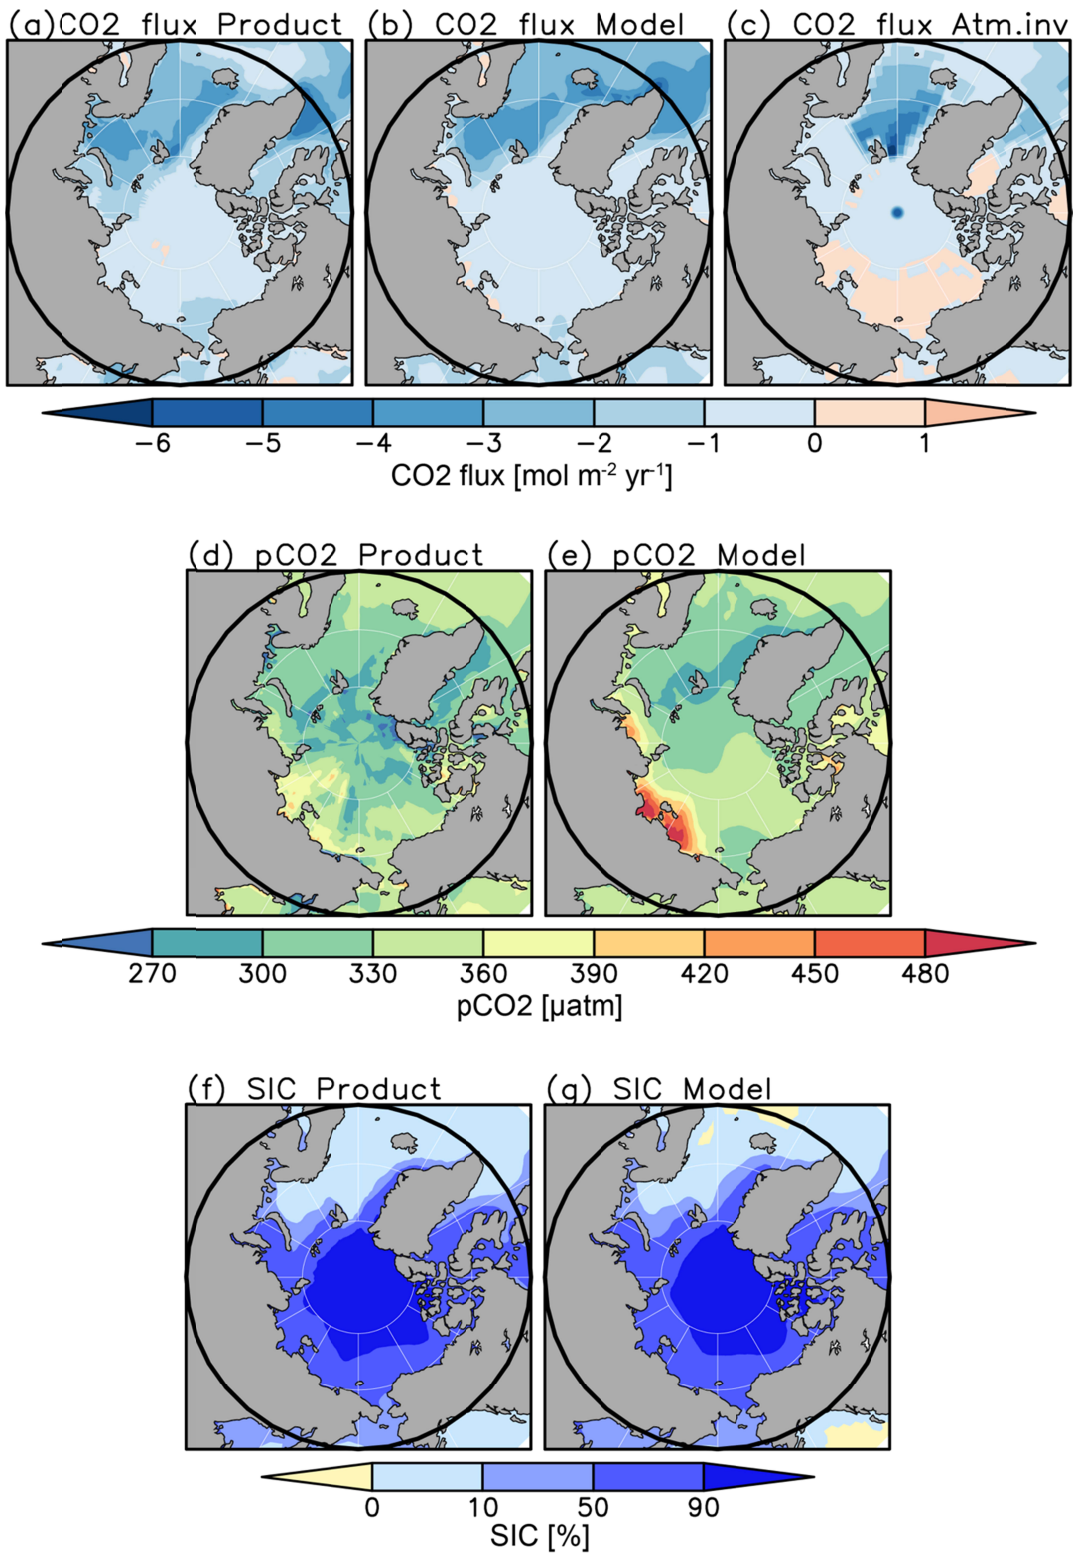 (a)CO2 flux Product (b) CO2 flux Model (c) CO2 flux Atm.inv
−6 −5 −4 −3 −2 −1 0 1
CO2 flux [mol m-2 yr-1]
(d) pCO2 Product (e) pCO2 Model
270 300 330 360 390 420 450 480
pCO2 [µatm]
(f) SIC Product (g) SIC Model
0 10 50 90
SIC [%]